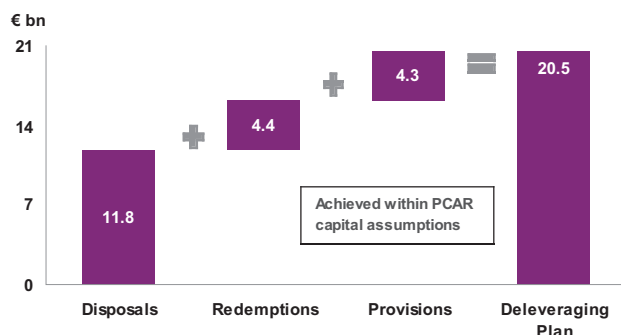 € bn
21
14
7
0
11.8
4.4
4.3
20.5
Achieved within PCAR
capital assumptions
Disposals
Redemptions
Provisions
Deleveraging
Plan